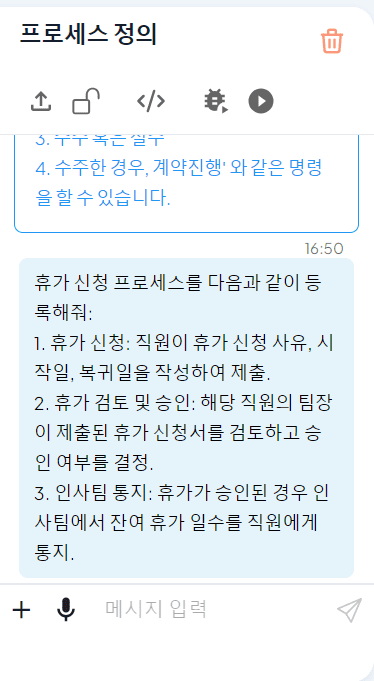 프로세스 정의
3. 수주 혹은 실주
4. 수주한 경우, 계약진행' 와 같은 명령
을 할 수 있습니다.
16:50
휴가 신청 프로세스를 다음과 같이 등
록해줘:
1. 휴가 신청: 직원이 휴가 신청 사유, 시
작일, 복귀일을 작성하여 제출.
2. 휴가 검토 및 승인: 해당 직원의 팀장
이 제출된 휴가 신청서를 검토하고 승
인 여부를 결정.
3. 인사팀 통지: 휴가가 승인된 경우 인
사팀에서 잔여 휴가 일수를 직원에게
통지.
메시지 입력